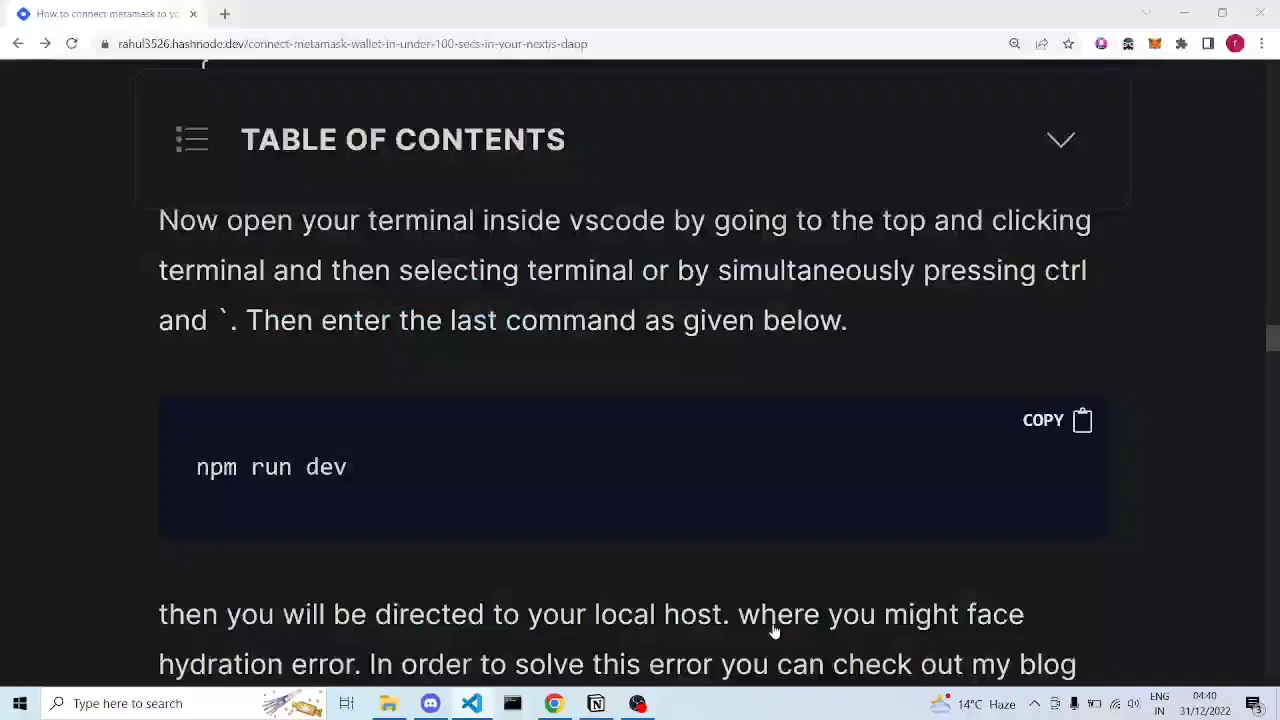 How to connect metamask to yo
rahul3526.hashnode.dev/connect-metamask-wallet-in-under-100-secs-in-your-nextjs-dapp
r
TABLE OF CONTENTS
Now open your terminal inside vscode by going to the top and clicking
terminal and then selecting terminal or by simultaneously pressing ctrl
and `. Then enter the last command as given below.
COPY
npm run dev
then you will be directed to your local host. where you might face
hydration error. In order to solve this error you can check out my blog
Type here to search
14°C Haze
ENG
IN
04:40
31/12/2022
3